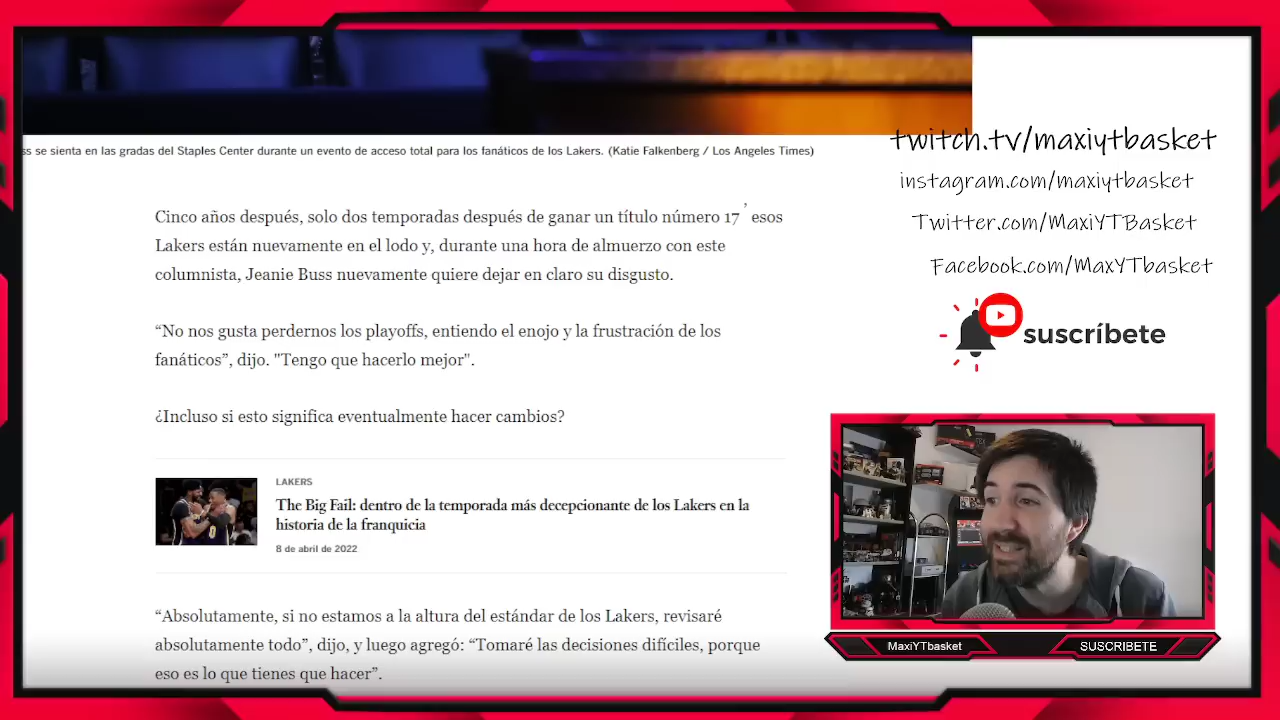 ss se sienta en las gradas del Staples Center durante un evento de acceso total para los fanáticos de los Lakers. (Katie Falkenberg / Los Angeles Times)
Cinco años después, solo dos temporadas después de ganar un título número 17 ’ esos
Lakers están nuevamente en el lodo y, durante una hora de almuerzo con este
columnista, Jeanie Buss nuevamente quiere dejar en claro su disgusto.
“No nos gusta perdernos los playoffs, entiendo el enojo y la frustración de los
fanáticos”, dijo. "Tengo que hacerlo mejor".
¿Incluso si esto significa eventualmente hacer cambios?
LAKERS
The Big Fail: dentro de la temporada más decepcionante de los Lakers en la
historia de la franquicia
8 de abril de 2022
“Absolutamente, si no estamos a la altura del estándar de los Lakers, revisaré
absolutamente todo”, dijo, y luego agregó: “Tomaré las decisiones difíciles, porque
eso es lo que tienes que hacer”.
twitch.tv/maxiytbasket
instagram.com/maxiytbasket
Twitter.com/MaxiYTBasket
Facebook.com/MaxYTbasket
suscríbete
MaxiYTbasket
SUSCRIBETE